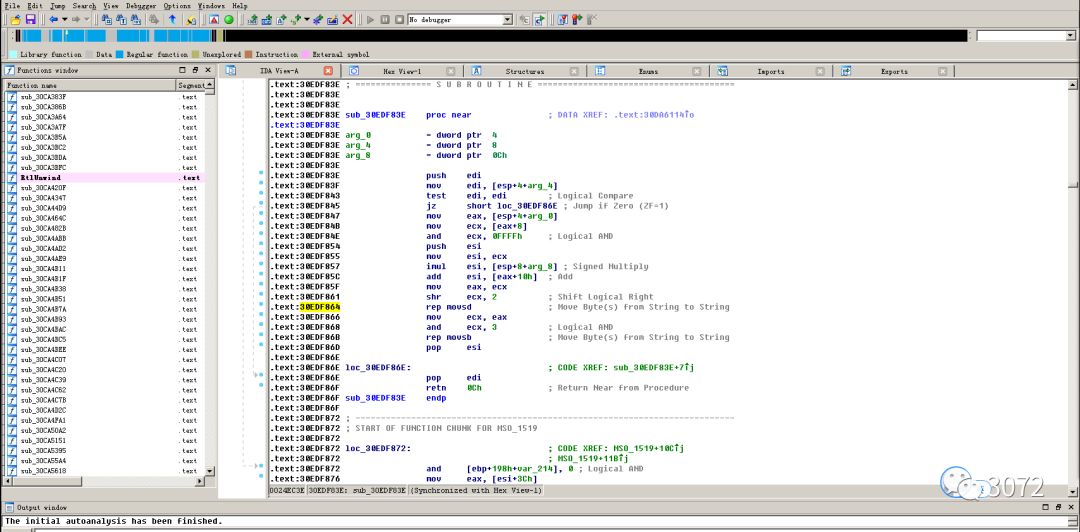 File Edit Jump Search View Debugger Options Windows Help
No debugger
Library function Data Regular function Unexplored Instruction External symbol
Functions window IDA View-A Hex View-1 Structures Enums Imports Exports
Function name Segment
sub_30CA383F .text
sub_30CA386B .text
sub_30CA3A64 .text
sub_30CA3A7F .text
sub_30CA3B5A .text
sub_30CA3BC2 .text
sub_30CA3BDA .text
sub_30CA3BFC .text
RtlUnwind .text
sub_30CA420F .text
sub_30CA434T .text
sub_30CA44D9 .text
sub_30CA464C .text
sub_30CA482B .text
sub_30CA4ABB .text
sub_30CA4AD2 .text
sub_30CA4AE9 .text
sub_30CA4B11 .text
sub_30CA4B1F .text
sub_30CA4B38 .text
sub_30CA4B51 .text
sub_30CA4B7A .text
sub_30CA4B93 .text
sub_30CA4BAC .text
sub_30CA4BC5 .text
sub_30CA4BEE .text
sub_30CA4C07 .text
sub_30CA4C20 .text
sub_30CA4C39 .text
sub_30CA4C62 .text
sub_30CA4C7B .text
sub_30CA4D2C .text
sub_30CA4FA1 .text
sub_30CA50A2 .text
sub_30CA5151 .text
sub_30CA5395 .text
sub_30CA55A4 .text
sub_30CA5618 .text
.text:30EDF83E ; ============== S U B R O U T I N E =======================================
.text:30EDF83E
.text:30EDF83E
.text:30EDF83E sub_30EDF83E proc near ; DATA XREF: .text:30DA6114↑o
.text:30EDF83E
.text:30EDF83E arg_0 = dword ptr 4
.text:30EDF83E arg_4 = dword ptr 8
.text:30EDF83E arg_8 = dword ptr 0Ch
.text:30EDF83E
.text:30EDF83E push edi
.text:30EDF83F mov edi, [esp+4+arg_4]
.text:30EDF843 test edi, edi ; Logical Compare
.text:30EDF845 jz short loc_30EDF86E ; Jump if Zero (ZF=1)
.text:30EDF847 mov eax, [esp+4+arg_0]
.text:30EDF84B mov ecx, [eax+8]
.text:30EDF84E and ecx, 0FFFFh ; Logical AND
.text:30EDF854 push esi
.text:30EDF855 mov esi, ecx
.text:30EDF857 imul esi, [esp+8+arg_8] ; Signed Multiply
.text:30EDF85C add esi, [eax+10h] ; Add
.text:30EDF85F mov eax, ecx
.text:30EDF861 shr ecx, 2 ; Shift Logical Right
.text:30EDF864 rep movsd ; Move Byte(s) from String to String
.text:30EDF866 mov ecx, eax
.text:30EDF868 and ecx, 3 ; Logical AND
.text:30EDF86B rep movsb ; Move Byte(s) from String to String
.text:30EDF86D pop esi
.text:30EDF86E
.text:30EDF86E loc_30EDF86E: ; CODE XREF: sub_30EDF83E+7↑j
.text:30EDF86E pop edi
.text:30EDF86F retn 0Ch ; Return Near from Procedure
.text:30EDF86F sub_30EDF83E endp
.text:30EDF86F
.text:30EDF872 ; ---------------------------------------------------------------------------
.text:30EDF872 ; START OF FUNCTION CHUNK FOR MSO_1519
.text:30EDF872
.text:30EDF872 loc_30EDF872: ; CODE XREF: MSO_1519+10C↑j
.text:30EDF872 ; MSO_1519+11B↑j
.text:30EDF872 and [ebp+198h+var_214], 0 ; Logical AND
.text:30EDF876 mov eax, [esi+3Ch]
0024EC3E 30EDF83E: sub_30EDF83E (Synchronized with Hex View-1)
3072
Output window
The initial autoanalysis has been finished.